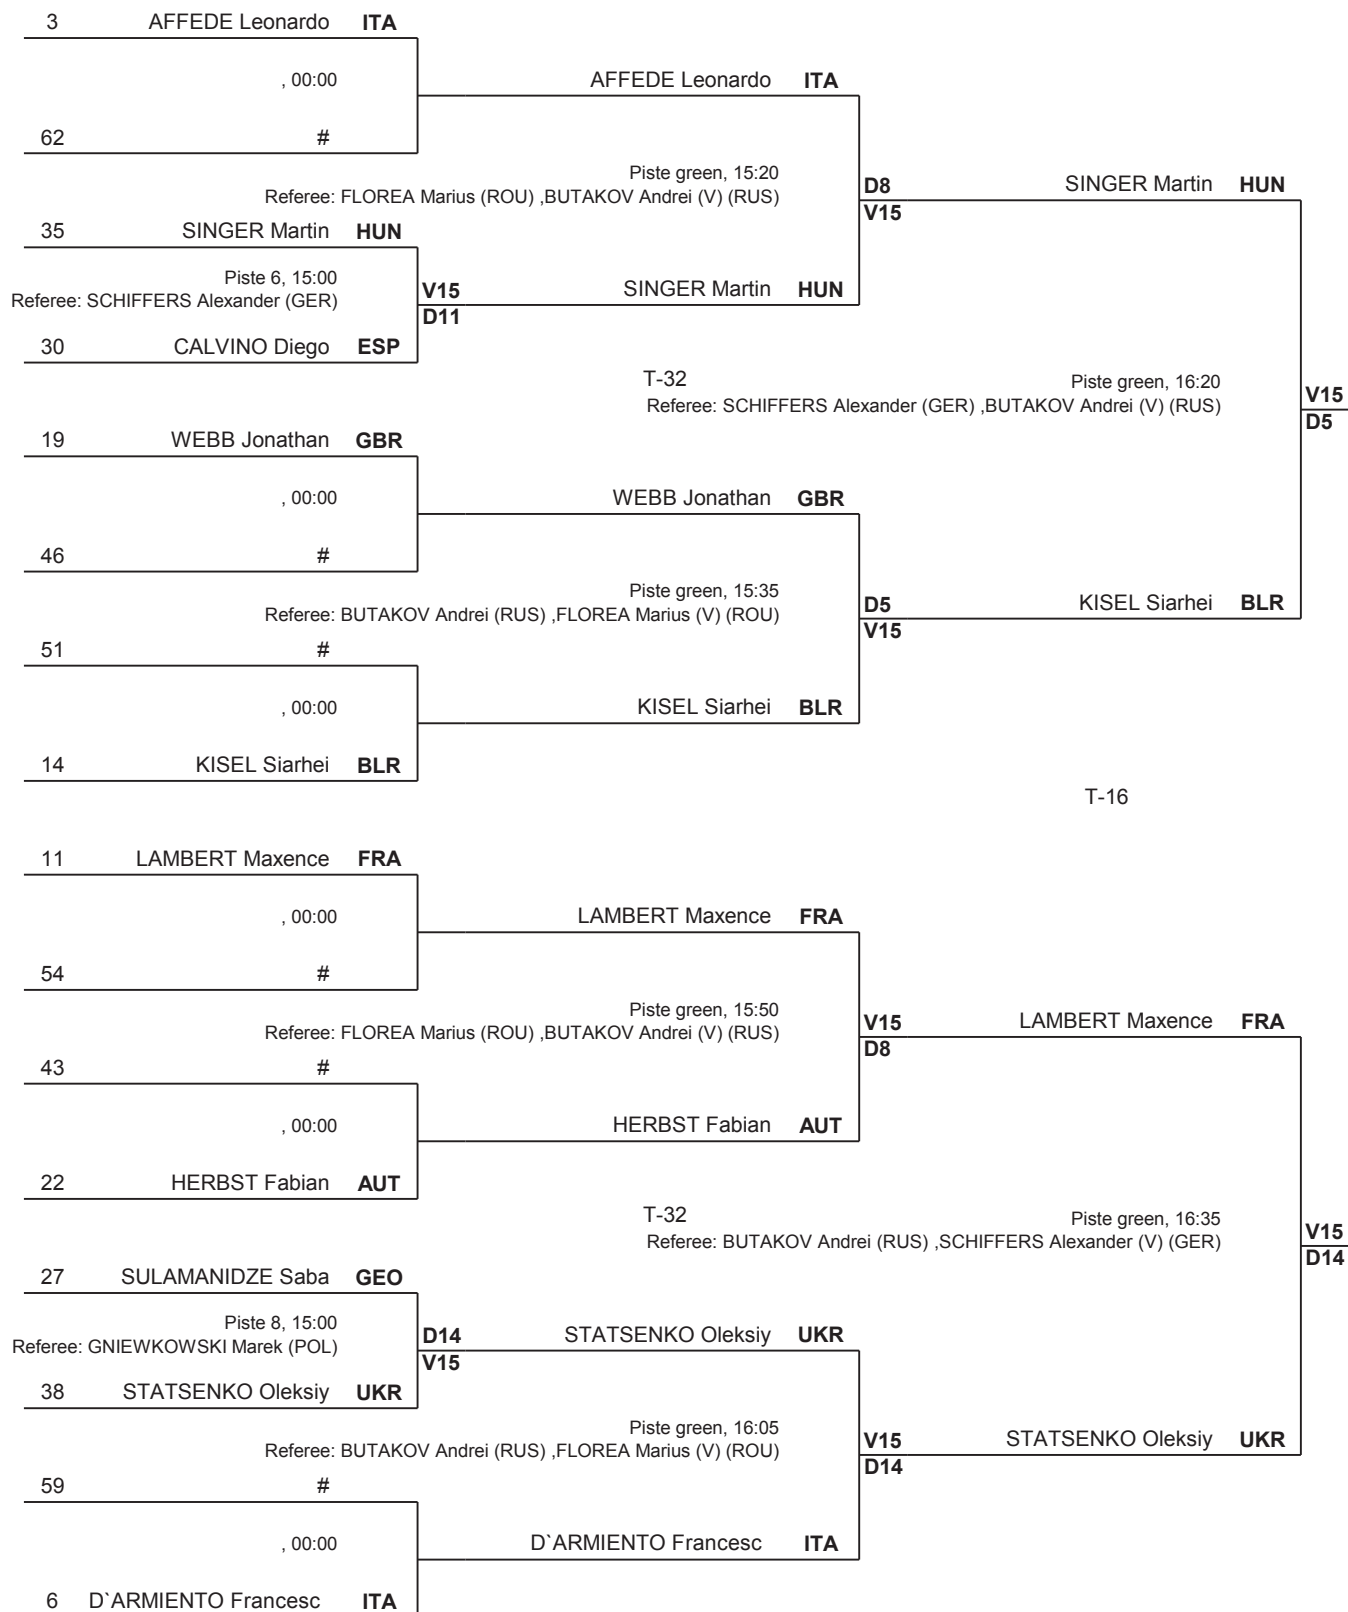 3 AFFEDE Leonardo ITA
, 00:00
AFFEDE Leonardo ITA
62 #
Piste green, 15:20
Referee: FLOREA Marius (ROU) ,BUTAKOV Andrei (V) (RUS)
D8
V15
SINGER Martin HUN
35 SINGER Martin HUN
Piste 6, 15:00
Referee: SCHIFFERS Alexander (GER)
V15
D11
SINGER Martin HUN
30 CALVINO Diego ESP
T-32
Piste green, 16:20
Referee: SCHIFFERS Alexander (GER) ,BUTAKOV Andrei (V) (RUS)
V15
D5
19 WEBB Jonathan GBR
, 00:00
WEBB Jonathan GBR
46 #
Piste green, 15:35
Referee: BUTAKOV Andrei (RUS) ,FLOREA Marius (V) (ROU)
D5
V15
KISEL Siarhei BLR
51 #
, 00:00
KISEL Siarhei BLR
14 KISEL Siarhei BLR
T-16
11 LAMBERT Maxence FRA
, 00:00
LAMBERT Maxence FRA
54 #
Piste green, 15:50
Referee: FLOREA Marius (ROU) ,BUTAKOV Andrei (V) (RUS)
V15
D8
LAMBERT Maxence FRA
43 #
, 00:00
HERBST Fabian AUT
22 HERBST Fabian AUT
T-32
Piste green, 16:35
Referee: BUTAKOV Andrei (RUS) ,SCHIFFERS Alexander (V) (GER)
V15
D14
27 SULAMANIDZE Saba GEO
Piste 8, 15:00
Referee: GNIEWKOWSKI Marek (POL)
D14
V15
STATSENKO Oleksiy UKR
38 STATSENKO Oleksiy UKR
Piste green, 16:05
Referee: BUTAKOV Andrei (RUS) ,FLOREA Marius (V) (ROU)
V15
D14
STATSENKO Oleksiy UKR
59 #
, 00:00
D`ARMIENTO Francesc ITA
6 D`ARMIENTO Francesc ITA